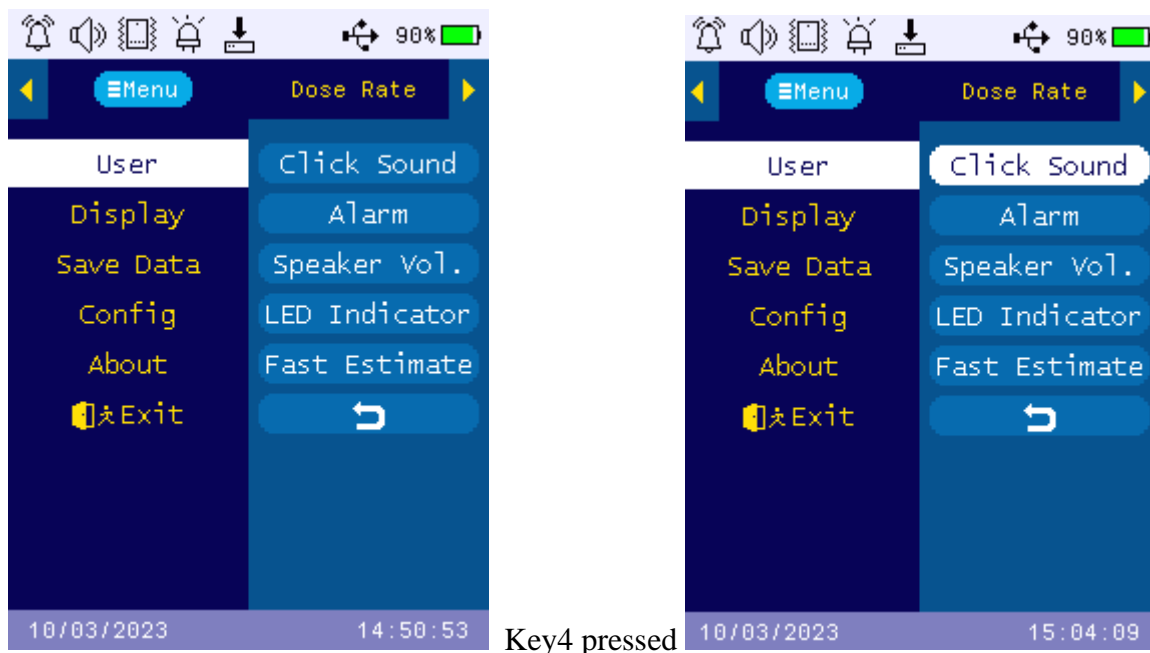 90%
Menu Dose Rate
User Click Sound
Display Alarm
Save Data Speaker Vol.
Config LED Indicator
About Fast Estimate
Exit
10/03/2023 14:50:53
Key4 pressed
90%
Menu Dose Rate
User Click Sound
Display Alarm
Save Data Speaker Vol.
Config LED Indicator
About Fast Estimate
Exit
10/03/2023 15:04:09